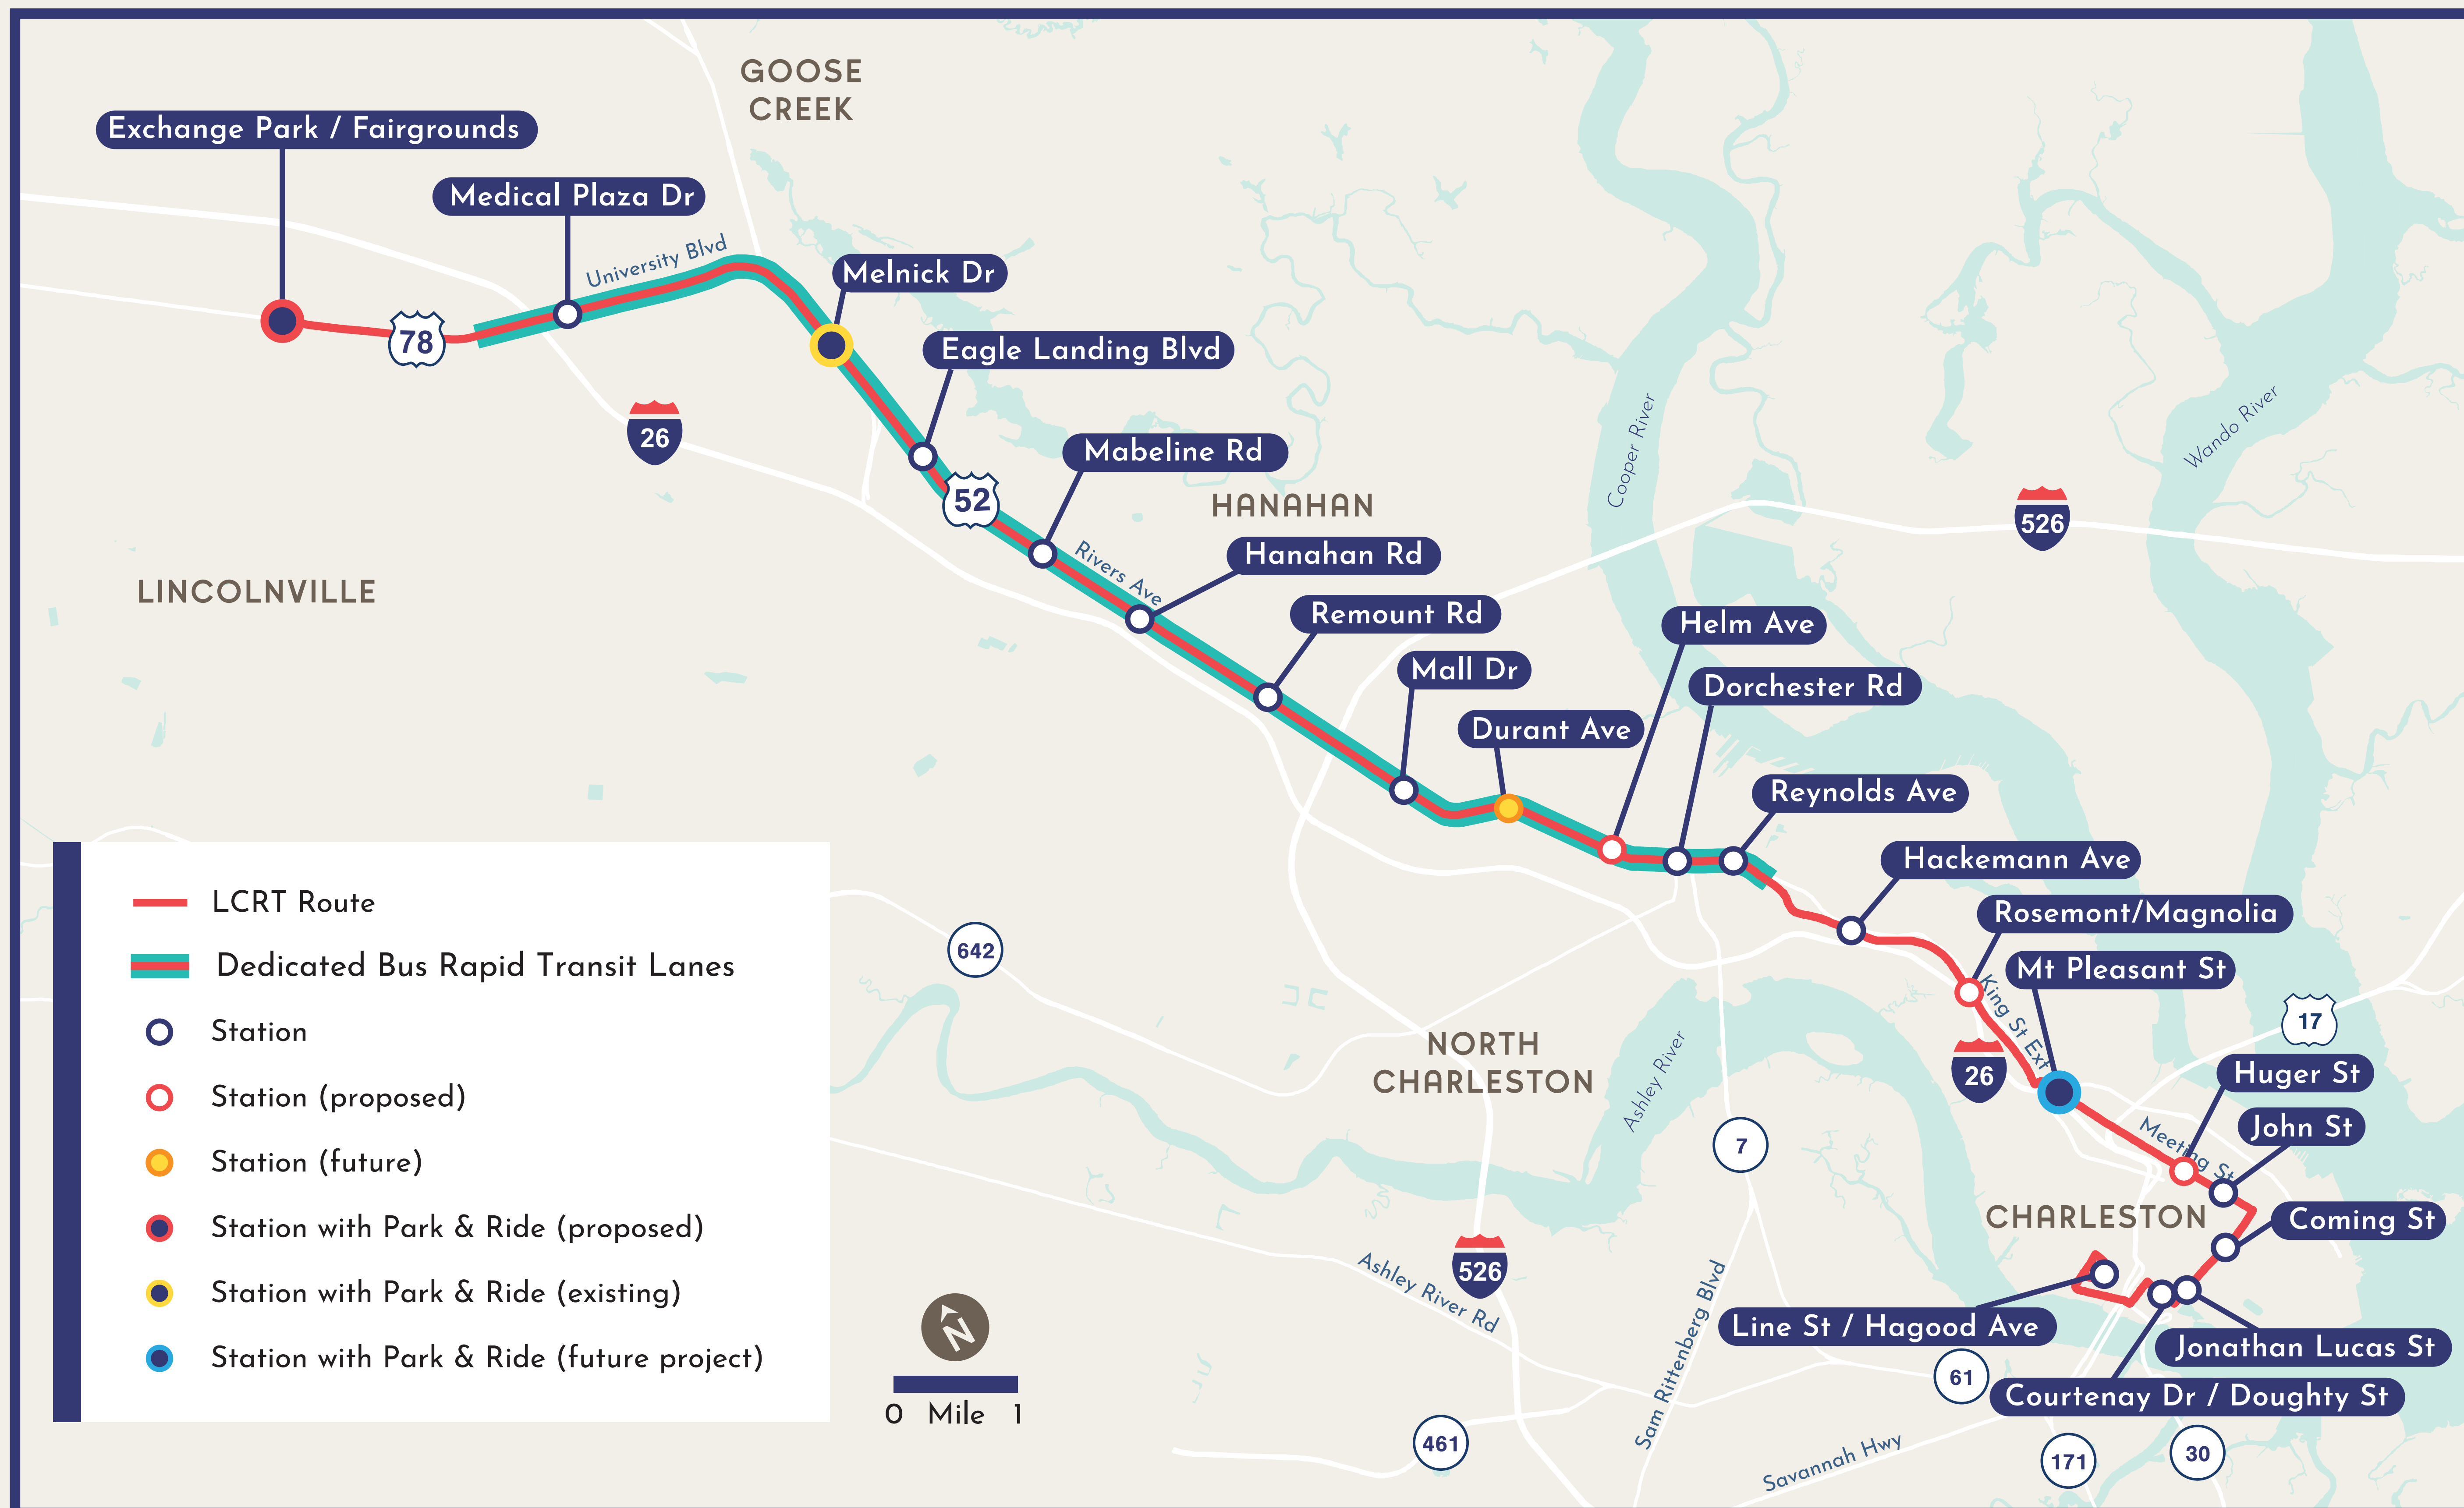 GOOSE
CREEK
Exchange Park / Fairgrounds
Medical Plaza Dr
University Blvd
Melnick Dr
78
Eagle Landing Blvd
26
Mabeline Rd
52
HANAHAN
Cooper River
Wando River
526
Rivers Ave
Hanahan Rd
LINCOLNVILLE
Remount Rd
Helm Ave
Mall Dr
Dorchester Rd
Durant Ave
Reynolds Ave
Hackemann Ave
Rosemont/Magnolia
642
Mt Pleasant St
King St Ext
17
NORTH
CHARLESTON
Ashley River
26
Huger St
John St
7
Meeting St
CHARLESTON
Coming St
526
Ashley River Rd
Sam Rittenberg Blvd
Line St / Hagood Ave
Jonathan Lucas St
61
Courtenay Dr / Doughty St
461
Savannah Hwy
171
30
LCRT Route
Dedicated Bus Rapid Transit Lanes
Station
Station (proposed)
Station (future)
Station with Park & Ride (proposed)
Station with Park & Ride (existing)
Station with Park & Ride (future project)
N
0 Mile 1